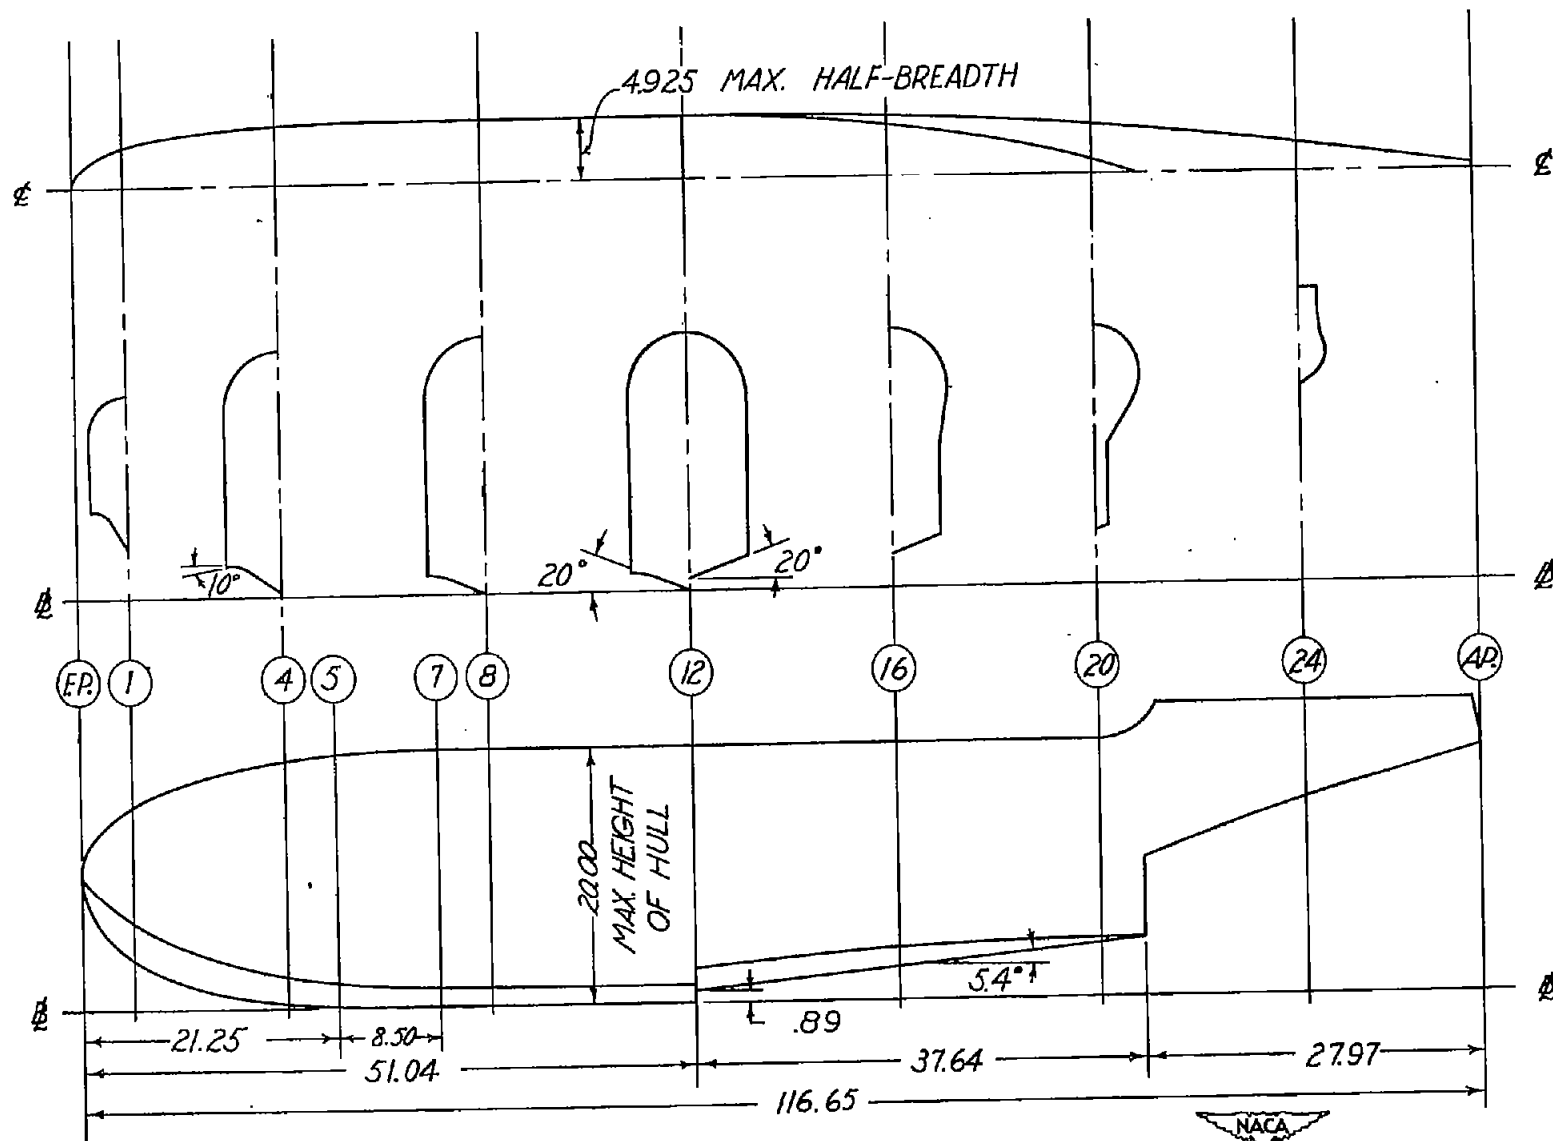 4.925 MAX. HALF-BREADTH
℄ ℄
10°
20°
20°
F.P. 1 4 5 7 8 12 16 20 24 A.P.
20.00
MAX. HEIGHT
OF HULL
5.4°
.89
21.25
8.50
51.04
37.64
27.97
116.65
NACA